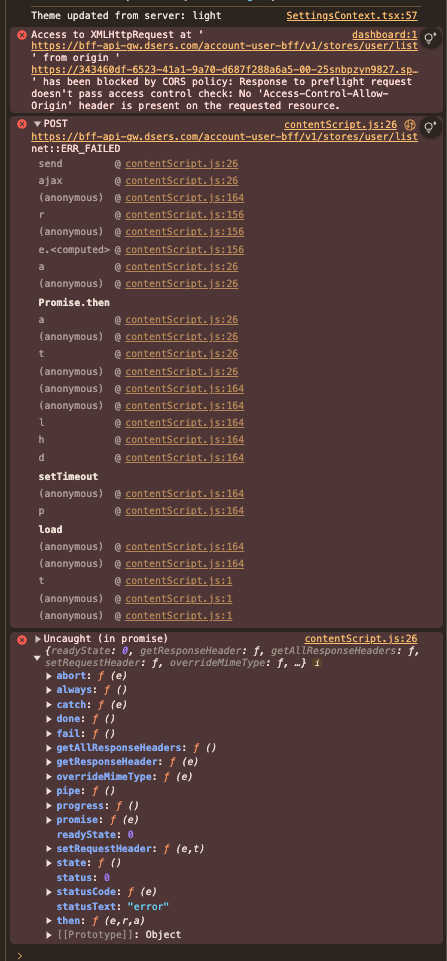 Theme updated from server: light SettingsContext.tsx:57
Access to XMLHttpRequest at ' dashboard:1
https://bff-api-gw.dsers.com/account-user-bff/v1/stores/user/list
' from origin '
https://343460df-6523-41a1-9a70-d687f288a6a5-00-25snbpzyn9827.sp…
' has been blocked by CORS policy: Response to preflight request
doesn't pass access control check: No 'Access-Control-Allow-
Origin' header is present on the requested resource.
POST contentScript.js:26
https://bff-api-gw.dsers.com/account-user-bff/v1/stores/user/list
net::ERR_FAILED
send @ contentScript.js:26
ajax @ contentScript.js:26
(anonymous) @ contentScript.js:164
r @ contentScript.js:156
(anonymous) @ contentScript.js:156
e.<computed> @ contentScript.js:156
a @ contentScript.js:26
(anonymous) @ contentScript.js:26
Promise.then
a @ contentScript.js:26
(anonymous) @ contentScript.js:26
t @ contentScript.js:26
(anonymous) @ contentScript.js:26
(anonymous) @ contentScript.js:164
(anonymous) @ contentScript.js:164
l @ contentScript.js:164
h @ contentScript.js:164
d @ contentScript.js:164
setTimeout
(anonymous) @ contentScript.js:164
p @ contentScript.js:164
load
(anonymous) @ contentScript.js:164
(anonymous) @ contentScript.js:164
t @ contentScript.js:1
(anonymous) @ contentScript.js:1
(anonymous) @ contentScript.js:1
Uncaught (in promise) contentScript.js:26
{readyState: 0, getResponseHeader: ƒ, getAllResponseHeaders: ƒ,
setRequestHeader: ƒ, overrideMimeType: ƒ, …} i
abort: ƒ (e)
always: ƒ ()
catch: ƒ (e)
done: ƒ ()
fail: ƒ ()
getAllResponseHeaders: ƒ ()
getResponseHeader: ƒ (e)
overrideMimeType: ƒ (e)
pipe: ƒ ()
progress: ƒ ()
promise: ƒ (e)
readyState: 0
setRequestHeader: ƒ (e,t)
state: ƒ ()
status: 0
statusCode: ƒ (e)
statusText: "error"
then: ƒ (e,r,a)
[[Prototype]]: Object